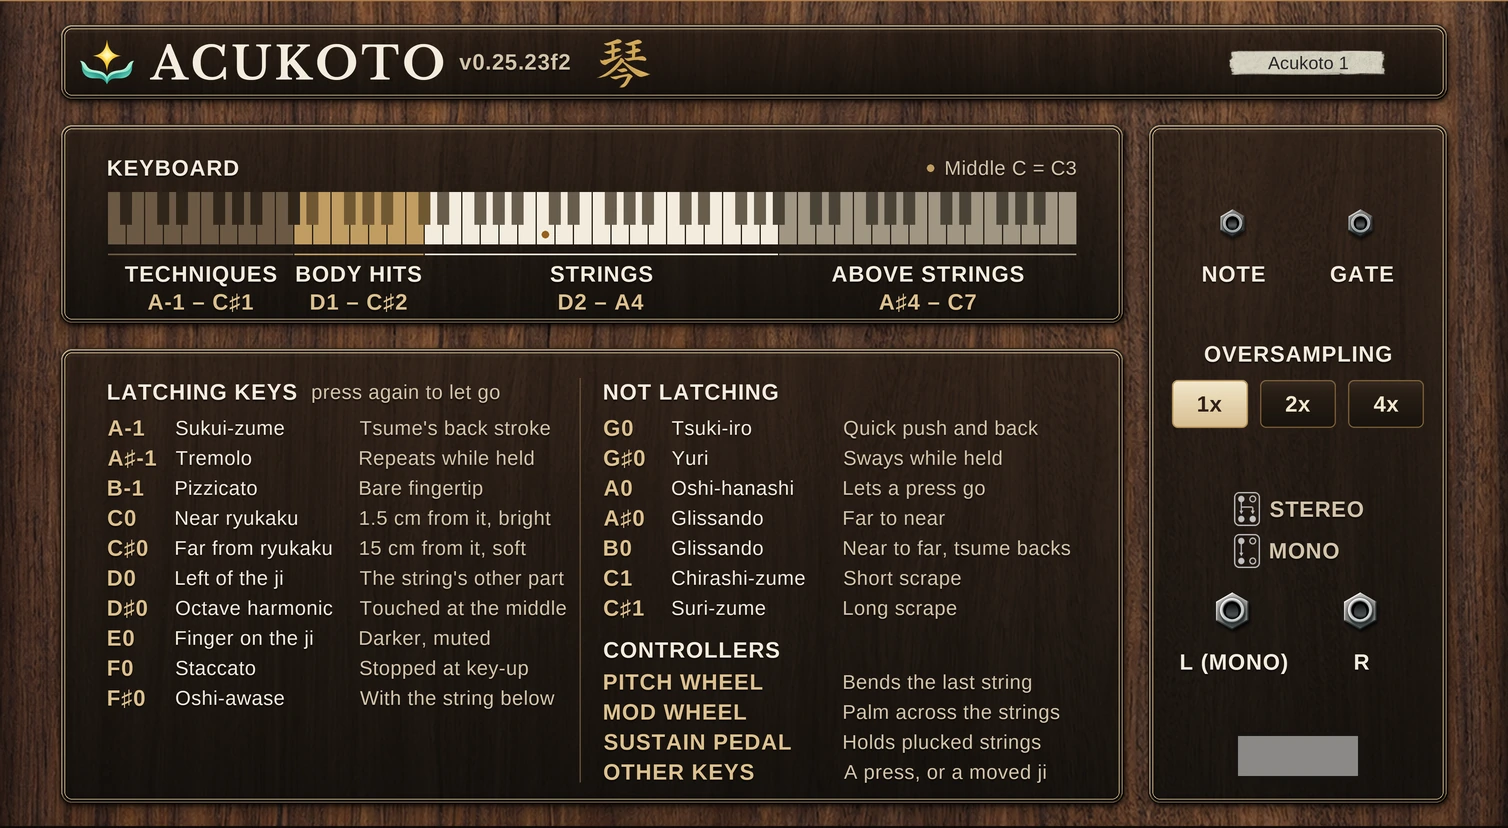 ACUKOTO v0.25.23f2 琴
Acukoto 1
KEYBOARD
• Middle C = C3
TECHNIQUES
A-1 – C♯1
BODY HITS
D1 – C♯2
STRINGS
D2 – A4
ABOVE STRINGS
A♯4 – C7
LATCHING KEYS press again to let go
A-1 Sukui-zume Tsume's back stroke
A♯-1 Tremolo Repeats while held
B-1 Pizzicato Bare fingertip
C0 Near ryukaku 1.5 cm from it, bright
C♯0 Far from ryukaku 15 cm from it, soft
D0 Left of the ji The string's other part
D♯0 Octave harmonic Touched at the middle
E0 Finger on the ji Darker, muted
F0 Staccato Stopped at key-up
F♯0 Oshi-awase With the string below
NOT LATCHING
G0 Tsuki-iro Quick push and back
G♯0 Yuri Sways while held
A0 Oshi-hanashi Lets a press go
A♯0 Glissando Far to near
B0 Glissando Near to far, tsume backs
C1 Chirashi-zume Short scrape
C♯1 Suri-zume Long scrape
CONTROLLERS
PITCH WHEEL Bends the last string
MOD WHEEL Palm across the strings
SUSTAIN PEDAL Holds plucked strings
OTHER KEYS A press, or a moved ji
NOTE GATE
OVERSAMPLING
1x 2x 4x
STEREO
MONO
L (MONO) R